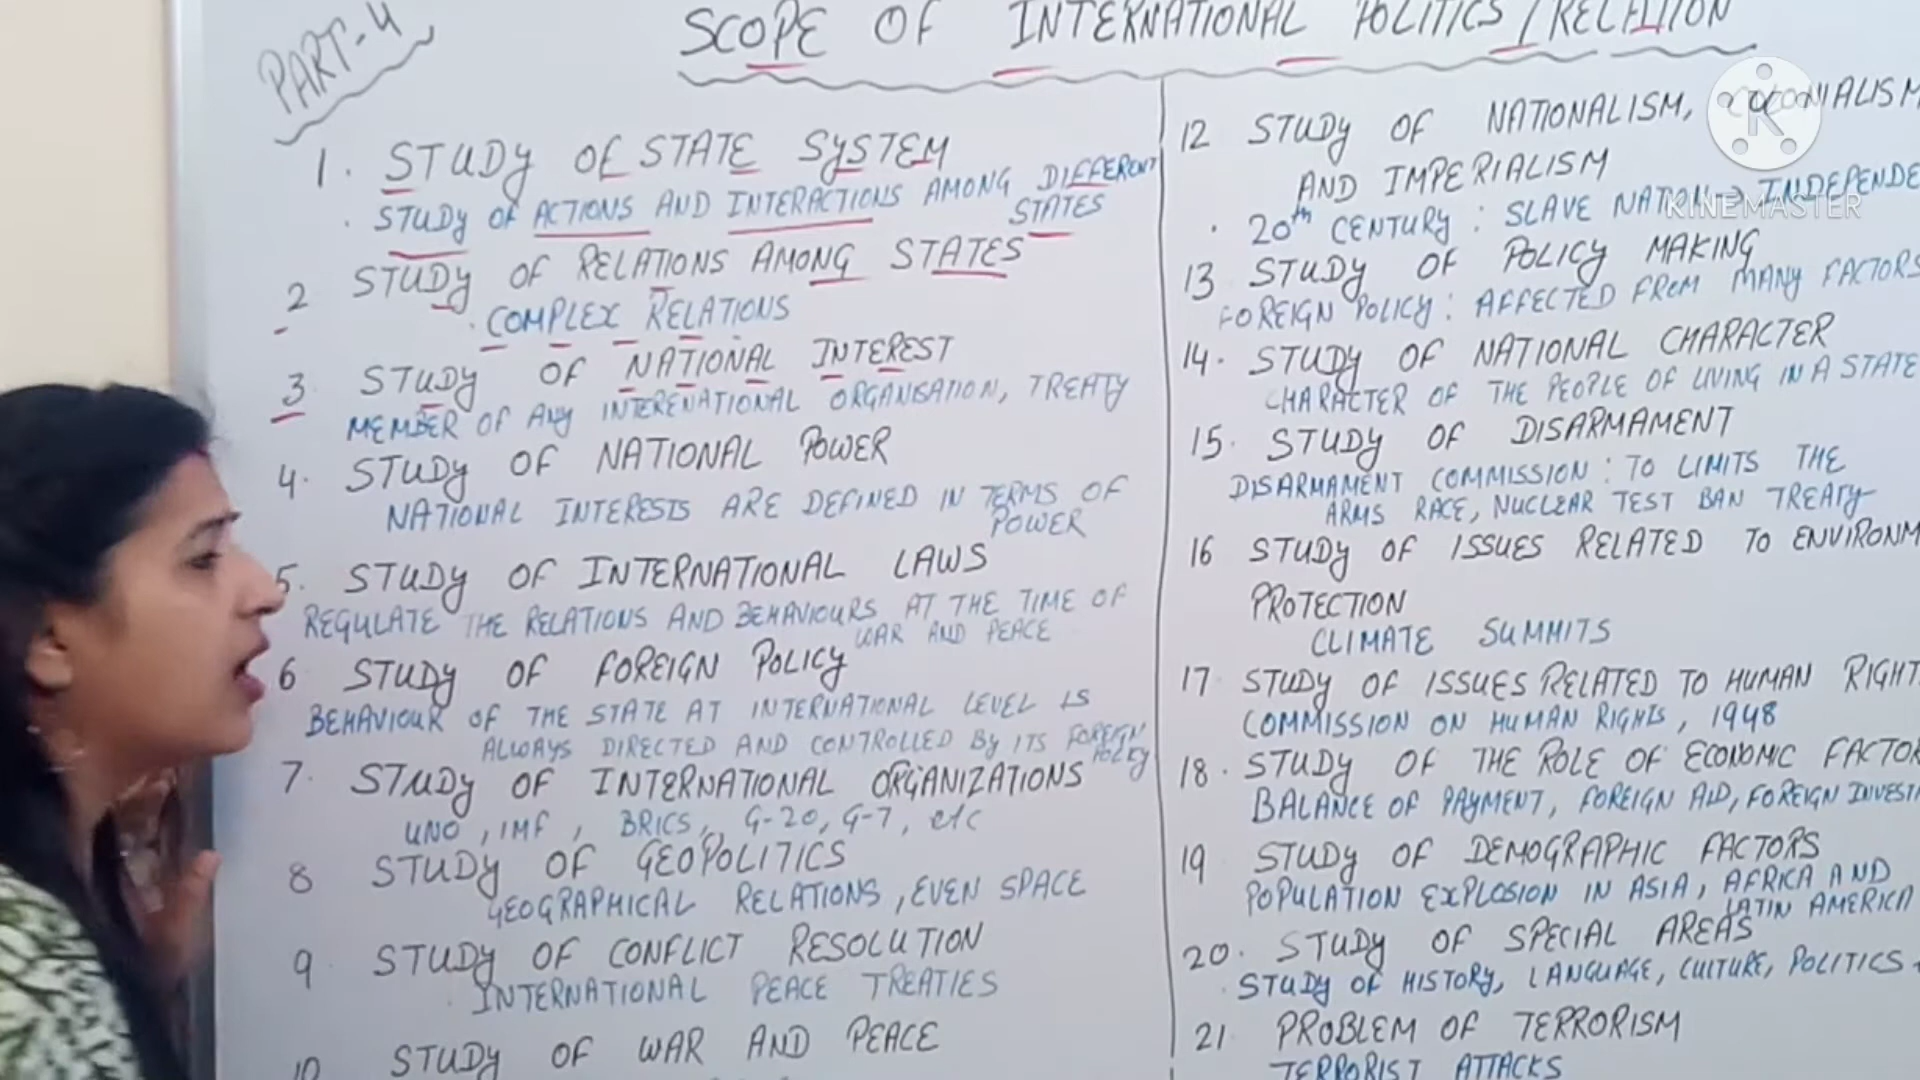 PART-4
SCOPE OF INTERNATIONAL POLITICS / RELATION
1. STUDY OF STATE SYSTEM
. STUDY OF ACTIONS AND INTERACTIONS AMONG DIFFERENT
STATES
2 STUDY OF RELATIONS AMONG STATES
. COMPLEX RELATIONS
3. STUDY OF NATIONAL INTEREST
MEMBER OF ANY INTERENATIONAL ORGANISATION, TREATY
4. STUDY OF NATIONAL POWER
NATIONAL INTERESTS ARE DEFINED IN TERMS OF
POWER
5. STUDY OF INTERNATIONAL LAWS
REGULATE THE RELATIONS AND BEHAVIOURS AT THE TIME OF
WAR AND PEACE
6 STUDY OF FOREIGN POLICY
BEHAVIOUR OF THE STATE AT INTERNATIONAL LEVEL IS
ALWAYS DIRECTED AND CONTROLLED BY ITS FOREIGN
POLICY
7. STUDY OF INTERNATIONAL ORGANIZATIONS
UNO, IMF, BRICS, G-20, G-7, etc
8 STUDY OF GEOPOLITICS
GEOGRAPHICAL RELATIONS, EVEN SPACE
9 STUDY OF CONFLICT RESOLUTION
. INTERNATIONAL PEACE TREATIES
10 STUDY OF WAR AND PEACE
12 STUDY OF NATIONALISM,
AND IMPERIALISM
. 20th CENTURY : SLAVE NATION → INDEPENDE
13 STUDY OF POLICY MAKING
FOREIGN POLICY : AFFECTED FROM MANY FACTORS
14. STUDY OF NATIONAL CHARACTER
CHARACTER OF THE PEOPLE OF LIVING IN A STATE
15. STUDY OF DISARMAMENT
DISARMAMENT COMMISSION : TO LIMITS THE
ARMS RACE, NUCLEAR TEST BAN TREATY
16 STUDY OF ISSUES RELATED TO ENVIRONM
PROTECTION
CLIMATE SUMMITS
17 STUDY OF ISSUES RELATED TO HUMAN RIGHTS
COMMISSION ON HUMAN RIGHTS, 1948
18. STUDY OF THE ROLE OF ECONOMIC FACTOR
BALANCE OF PAYMENT, FOREIGN AID, FOREIGN INVEST
19 STUDY OF DEMOGRAPHIC FACTORS
POPULATION EXPLOSION IN ASIA, AFRICA AND
LATIN AMERICA
20. STUDY OF SPECIAL AREAS
. STUDY OF HISTORY, LANGUAGE, CULTURE, POLITICS
21 PROBLEM OF TERRORISM
TERRORIST ATTACKS
K
KINEMASTER